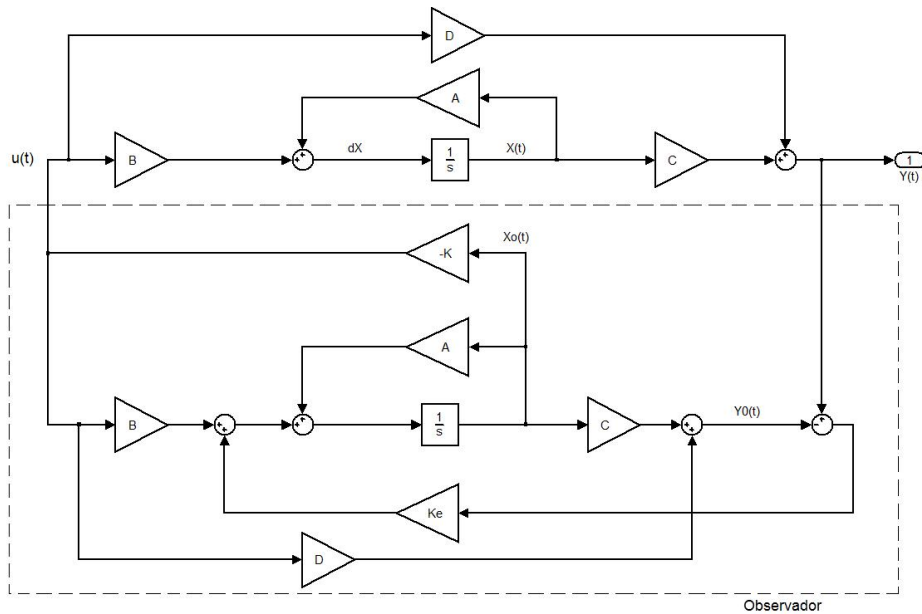 D
A
u(t)
B
dX
1
s
X(t)
C
1
Y(t)
-K
Xo(t)
A
B
1
s
C
Y0(t)
Ke
D
Observador